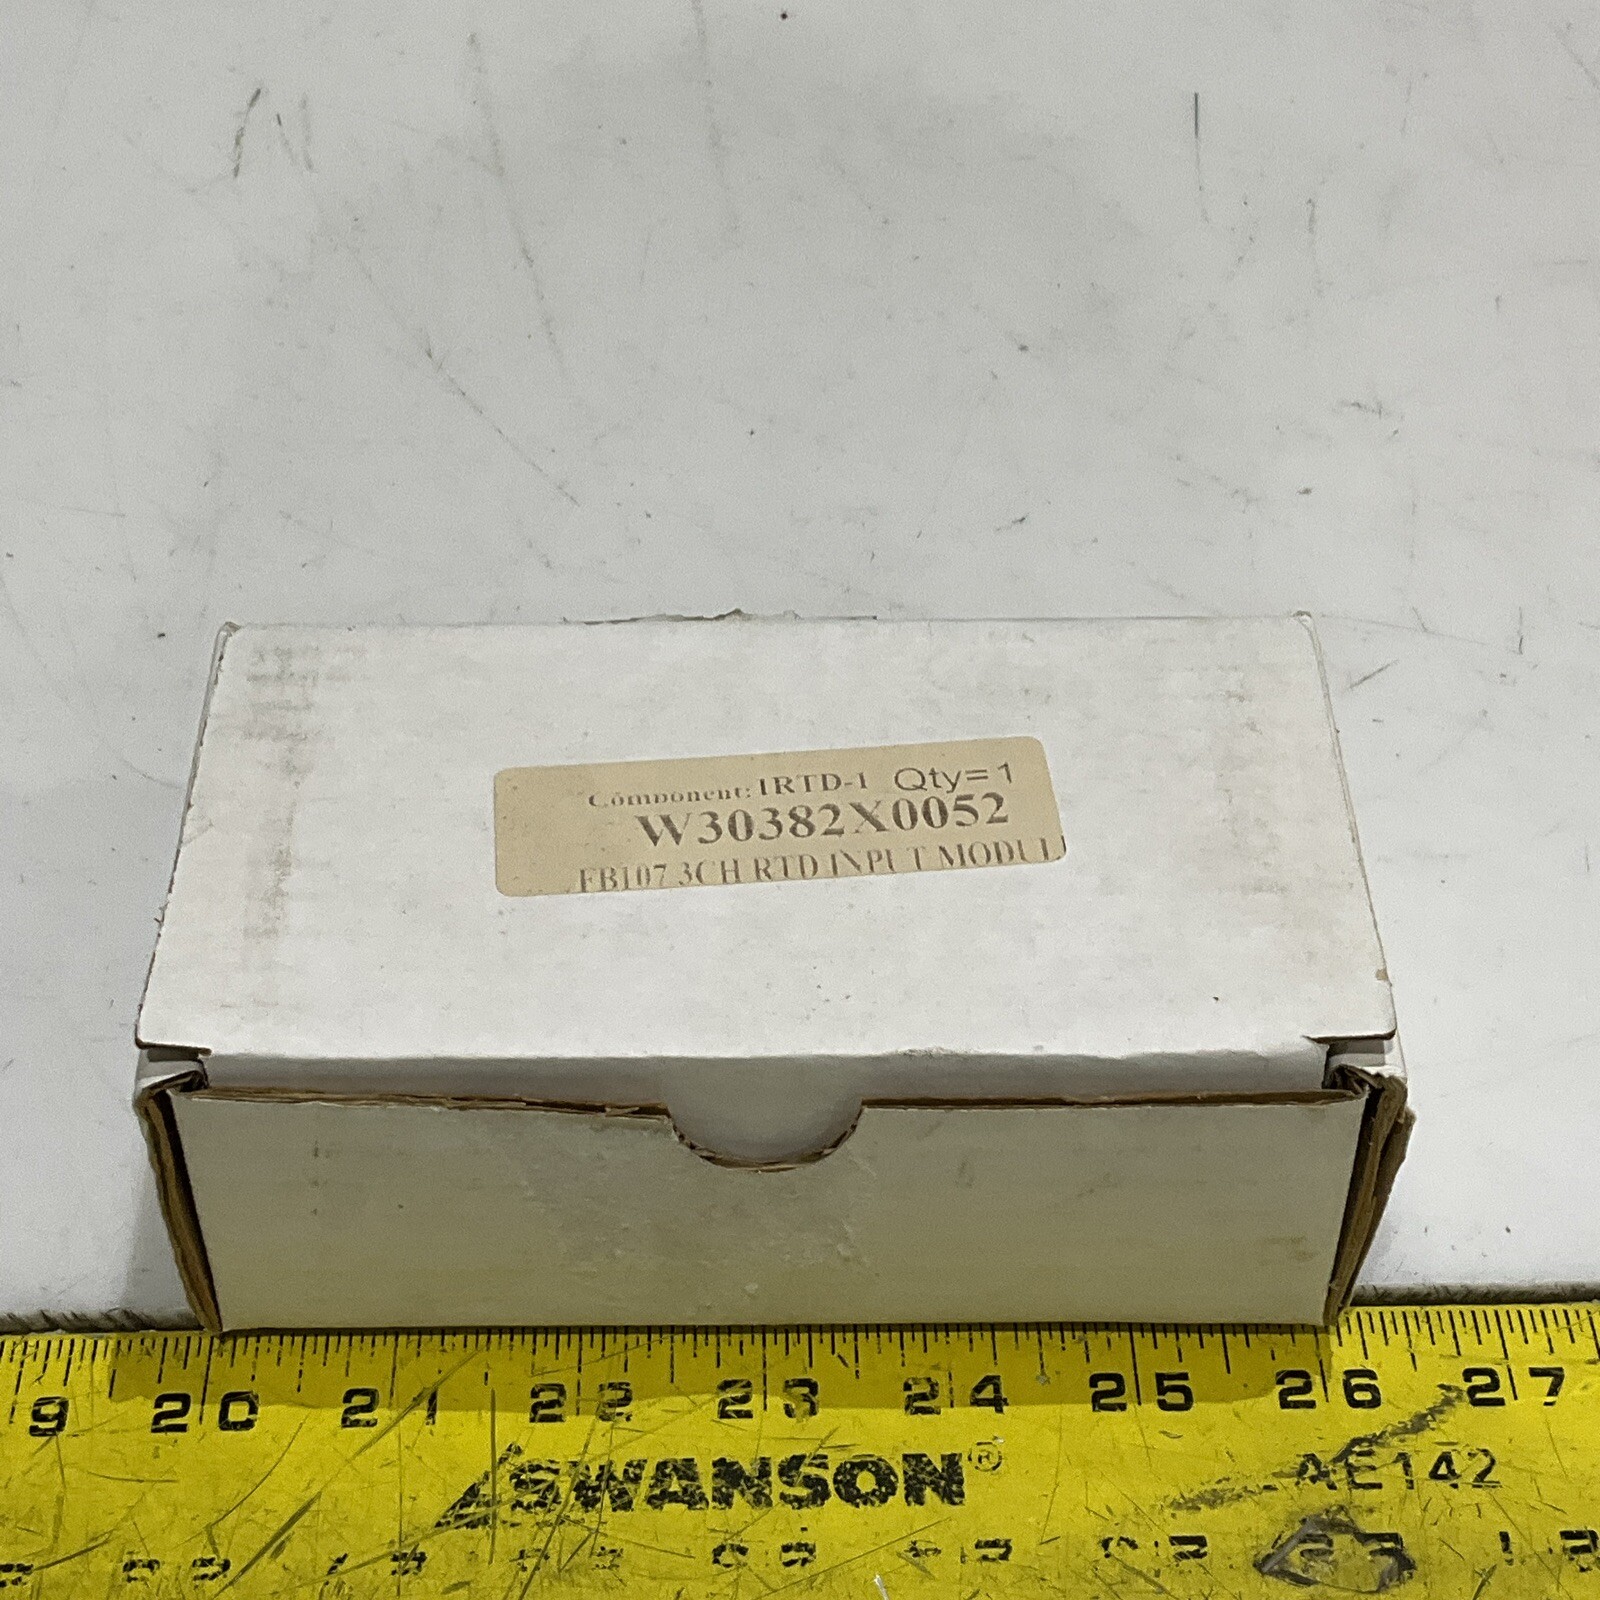 Component: 1RTD-1 Qty=1
W30382X0052
FB107 3CH RTD INPUT MODUL
9 20 21 22 23 24 25 26 27
SWANSON® AE142